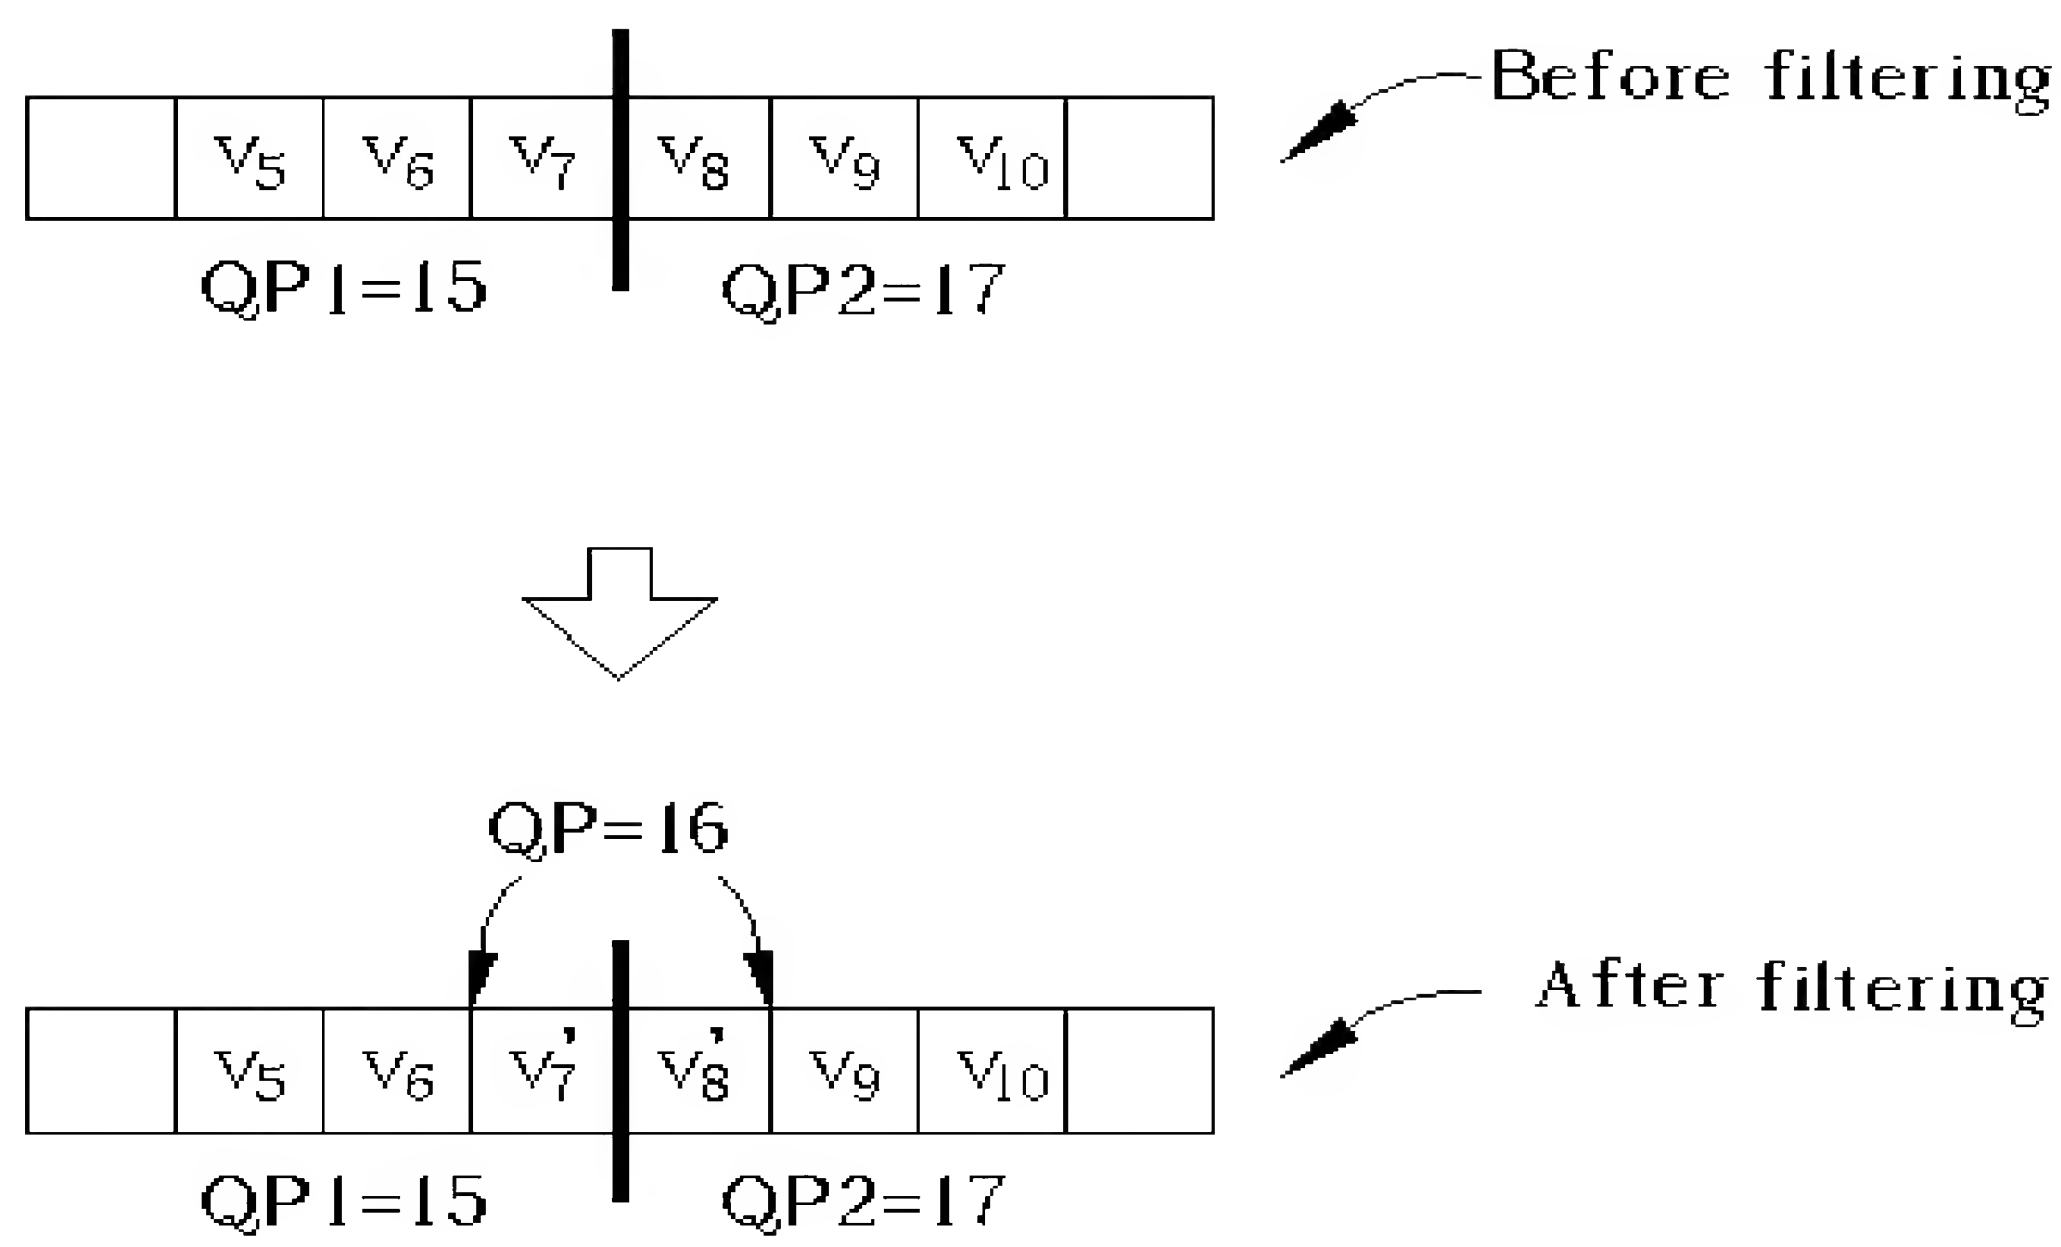 Before filtering
V5 V6 V7 V8 V9 V10
QP1=15 QP2=17
QP=16
After filtering
V5 V6 V7' V8' V9 V10
QP1=15 QP2=17